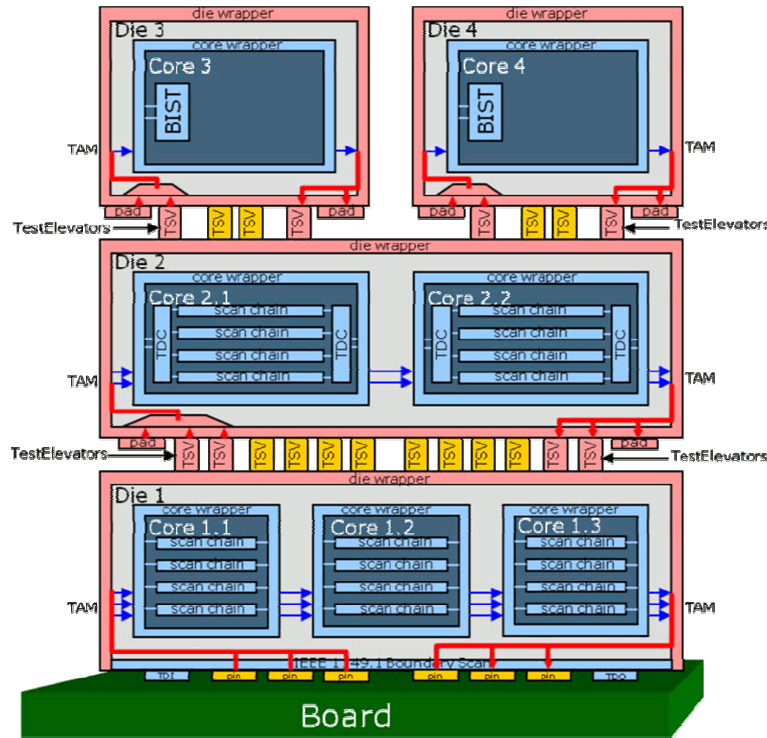 die wrapper
die wrapper
Die 3
Die 4
core wrapper
core wrapper
Core 3
Core 4
BIST
BIST
TAM
TAM
pad
TSV
TSV
TSV
TSV
pad
pad
TSV
TSV
TSV
TSV
pad
TestElevators
TestElevators
die wrapper
Die 2
core wrapper
core wrapper
Core 2.1
Core 2.2
scan chain
scan chain
scan chain
scan chain
scan chain
scan chain
scan chain
scan chain
TDC
TDC
TDC
TDC
TAM
TAM
pad
pad
TSV
TSV
TSV
TSV
TSV
TSV
TSV
TSV
TSV
TSV
TSV
TSV
TestElevators
TestElevators
die wrapper
Die 1
core wrapper
core wrapper
core wrapper
Core 1.1
Core 1.2
Core 1.3
scan chain
scan chain
scan chain
scan chain
scan chain
scan chain
scan chain
scan chain
scan chain
scan chain
scan chain
scan chain
TAM
TAM
IEEE 1149.1 Boundary Scan
TDI
pin
pin
pin
pin
pin
pin
TDO
Board